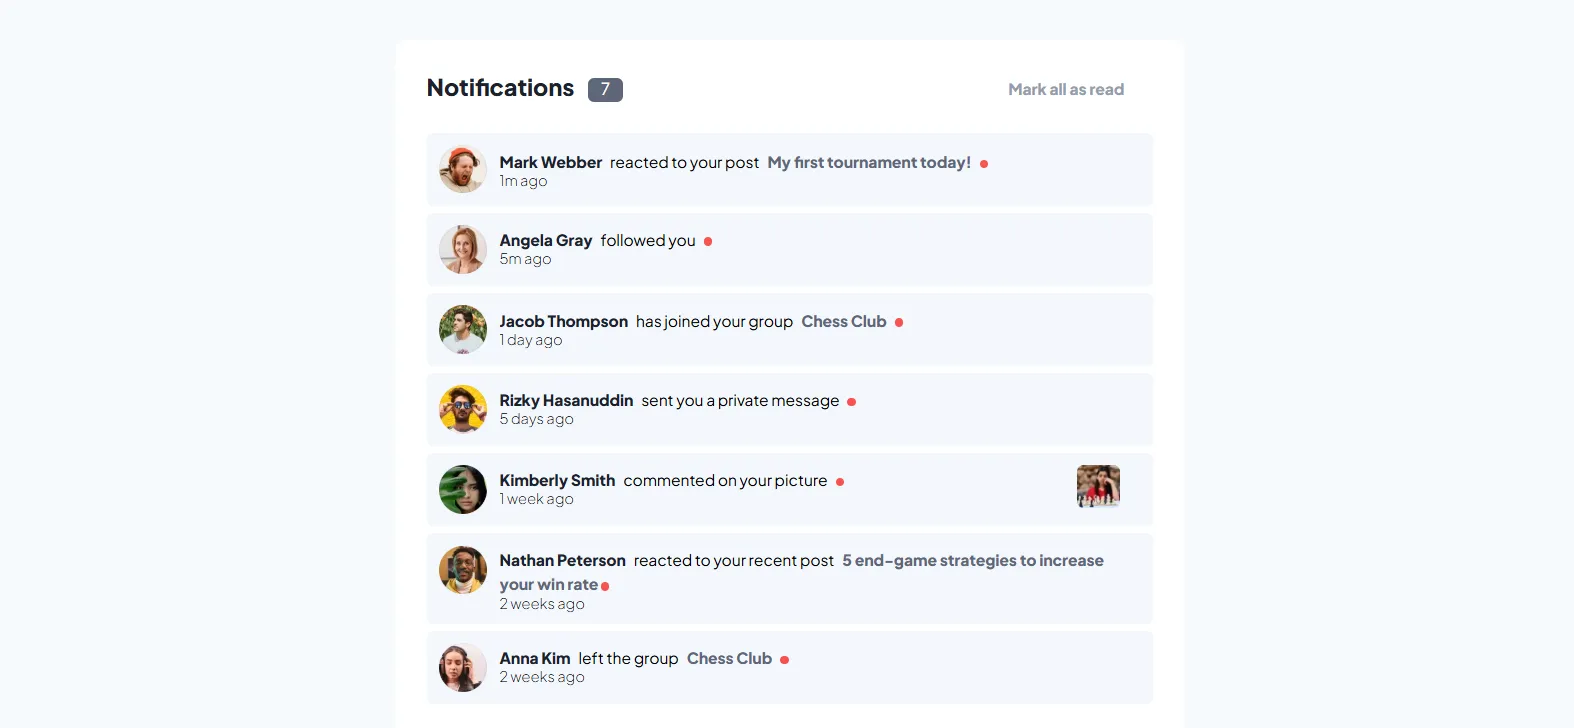 Notifications 7 Mark all as read
Mark Webber reacted to your post My first tournament today!
1m ago
Angela Gray followed you
5m ago
Jacob Thompson has joined your group Chess Club
1 day ago
Rizky Hasanuddin sent you a private message
5 days ago
Kimberly Smith commented on your picture
1 week ago
Nathan Peterson reacted to your recent post 5 end-game strategies to increase
your win rate
2 weeks ago
Anna Kim left the group Chess Club
2 weeks ago